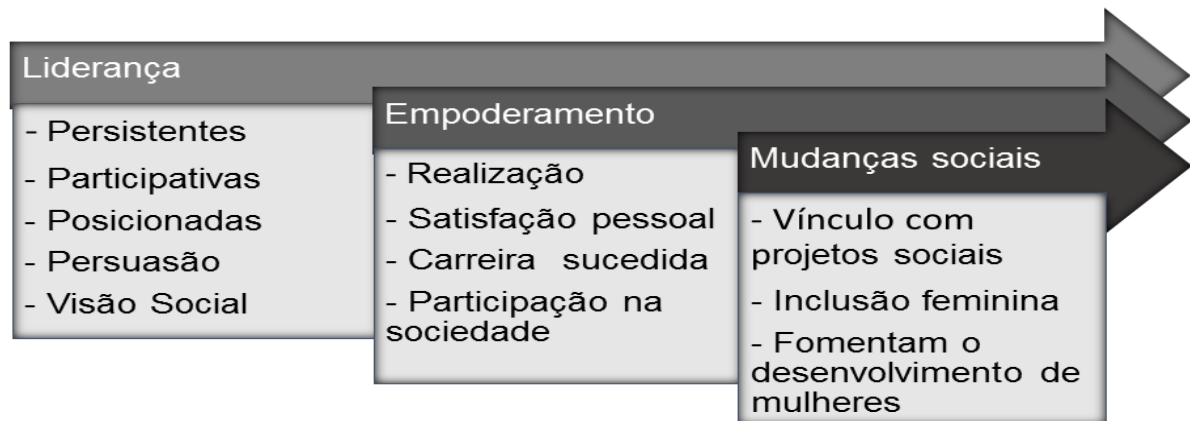 Liderança
- Persistentes
- Participativas
- Posicionadas
- Persuasão
- Visão Social
Empoderamento
- Realização
- Satisfação pessoal
- Carreira sucedida
- Participação na
sociedade
Mudanças sociais
- Vínculo com
projetos sociais
- Inclusão feminina
- Fomentam o
desenvolvimento de
mulheres